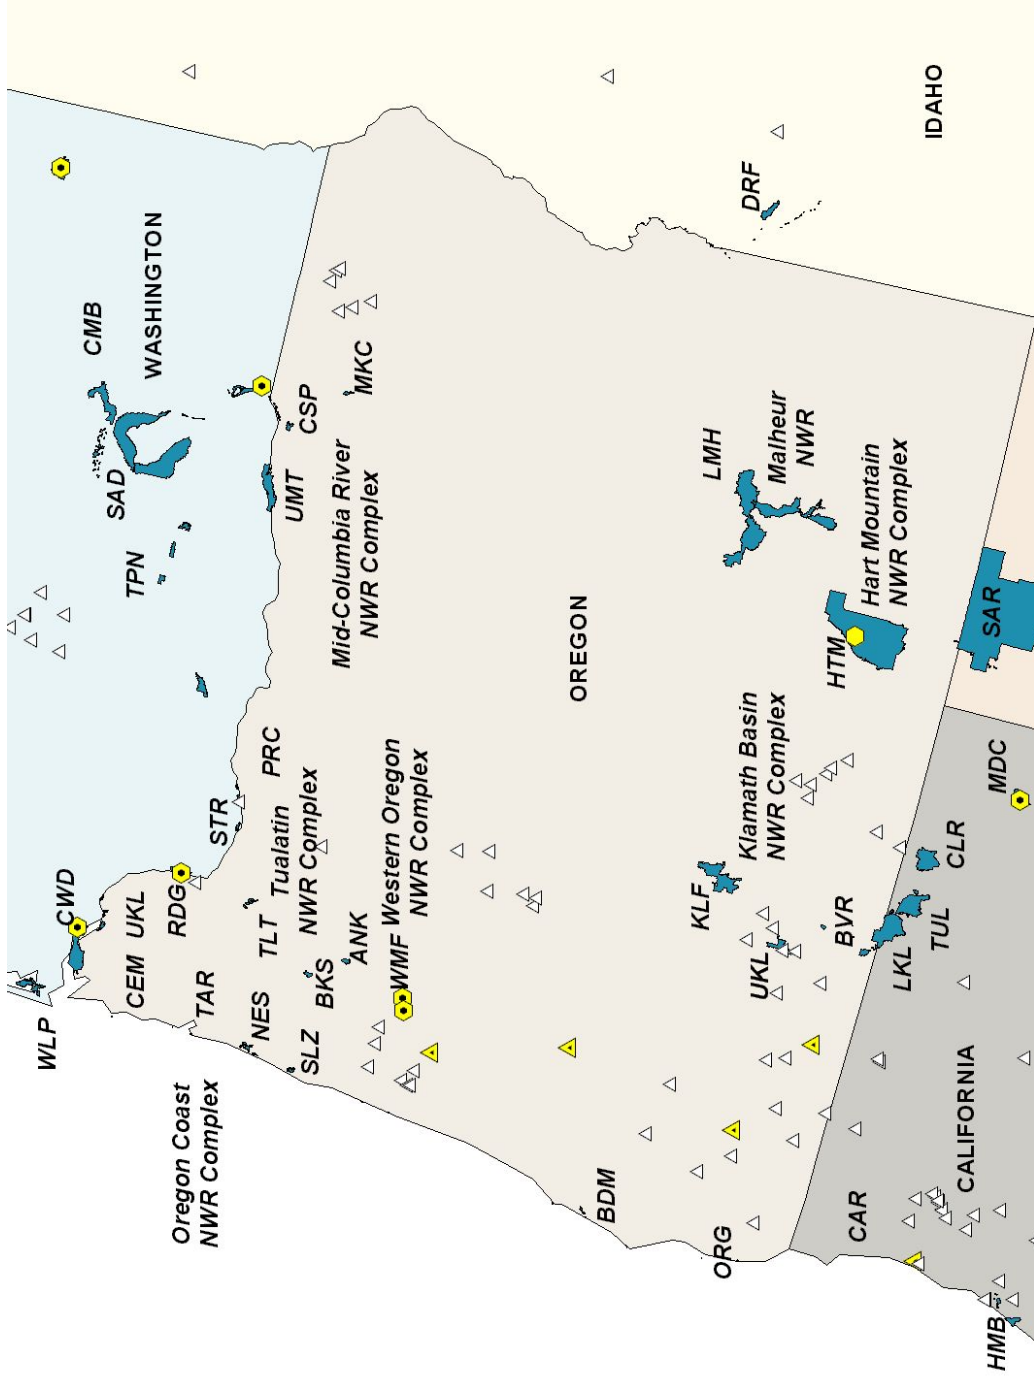 WLP
CWD
CEM
UKL
RDG
STR
TAR
TLT
PRC
Tualatin
NWR Complex
NES
BKS
SLZ
ANK
WMF
Western Oregon
NWR Complex
Oregon Coast
NWR Complex
BDM
ORG
TPN
SAD
CMB
WASHINGTON
UMT
CSP
MKC
Mid-Columbia River
NWR Complex
OREGON
LMH
Malheur
NWR
HTM
Hart Mountain
NWR Complex
KLF
Klamath Basin
NWR Complex
UKL
BVR
LKL
TUL
CLR
MDC
SAR
DRF
IDAHO
CAR
CALIFORNIA
HMB